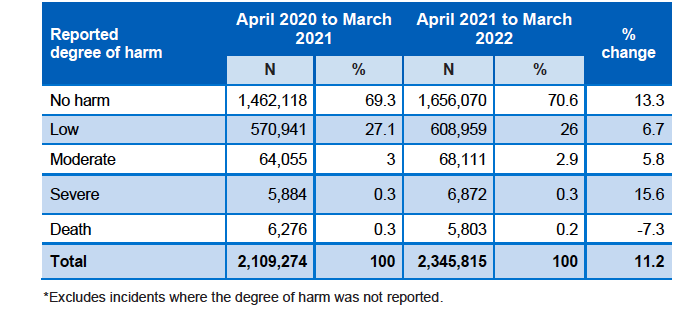 Reported degree of harm April 2020 to March 2021 April 2021 to March 2022 % change
N % N %
No harm 1,462,118 69.3 1,656,070 70.6 13.3
Low 570,941 27.1 608,959 26 6.7
Moderate 64,055 3 68,111 2.9 5.8
Severe 5,884 0.3 6,872 0.3 15.6
Death 6,276 0.3 5,803 0.2 -7.3
Total 2,109,274 100 2,345,815 100 11.2
*Excludes incidents where the degree of harm was not reported.